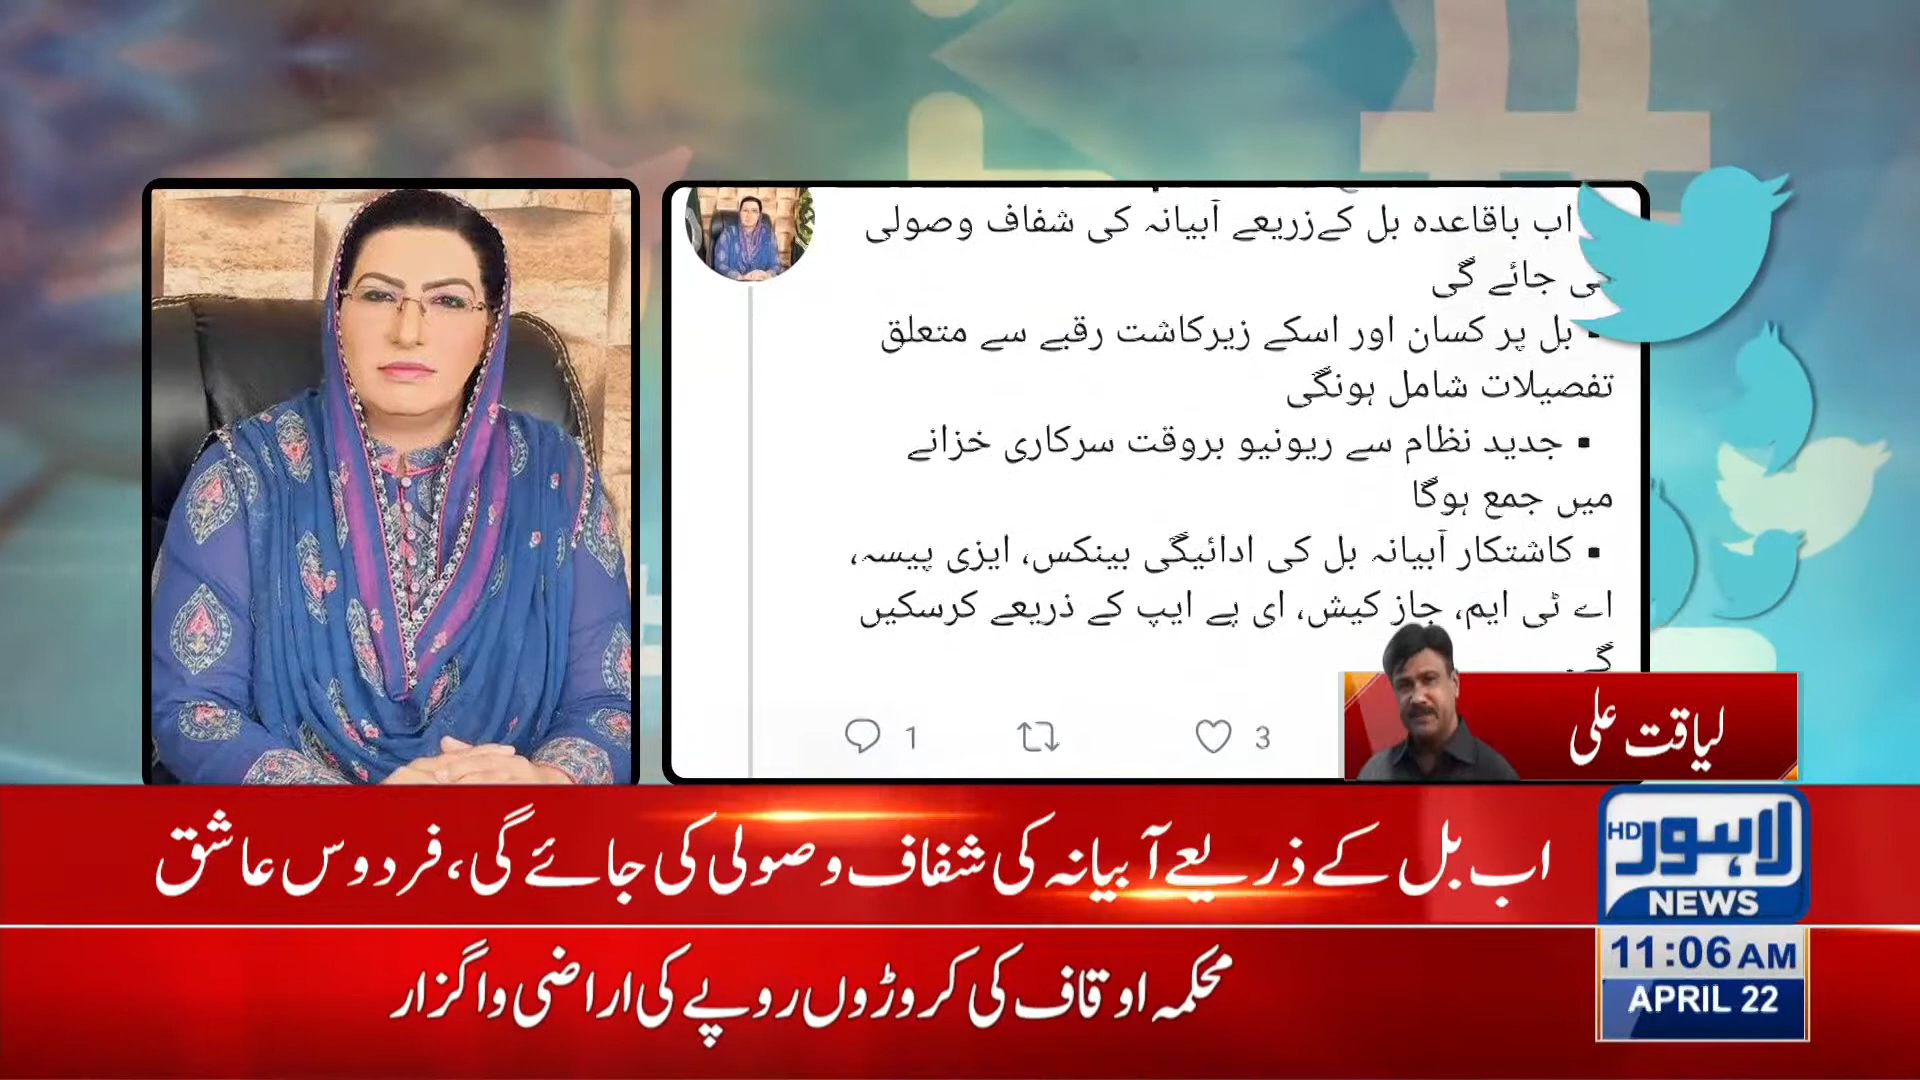 اب باقاعدہ بل کےزریعے آبیانہ کی شفاف وصولی
جائے گی
▪ بل پر کسان اور اسکے زیرکاشت رقبے سے متعلق
تفصیلات شامل ہونگی
▪ جدید نظام سے ریونیو بروقت سرکاری خزانے
میں جمع ہوگا
▪ کاشتکار آبیانہ بل کی ادائیگی بینکس، ایزی پیسہ،
اے ٹی ایم، جاز کیش، ای پے ایپ کے ذریعے کرسکیں
گے.
1 3
لیاقت علی
اب بل کے ذریعے آبیانہ کی شفاف وصولی کی جائے گی، فردوس عاشق
لاہور HD
NEWS
محکمہ اوقاف کی کروڑوں روپے کی اراضی واگزار
11:06 AM
APRIL 22